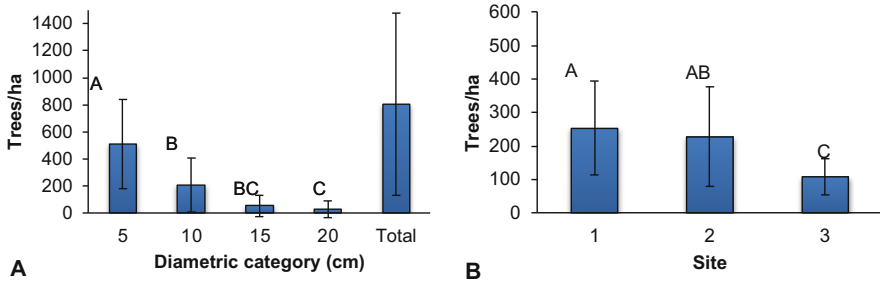 1400
1200
1000
800
600
400
200
0
Trees/ha
A
B
BC
C
5 10 15 20 Total
Diametric category (cm)
A
600
500
400
300
200
100
0
Trees/ha
A
AB
C
1 2 3
Site
B